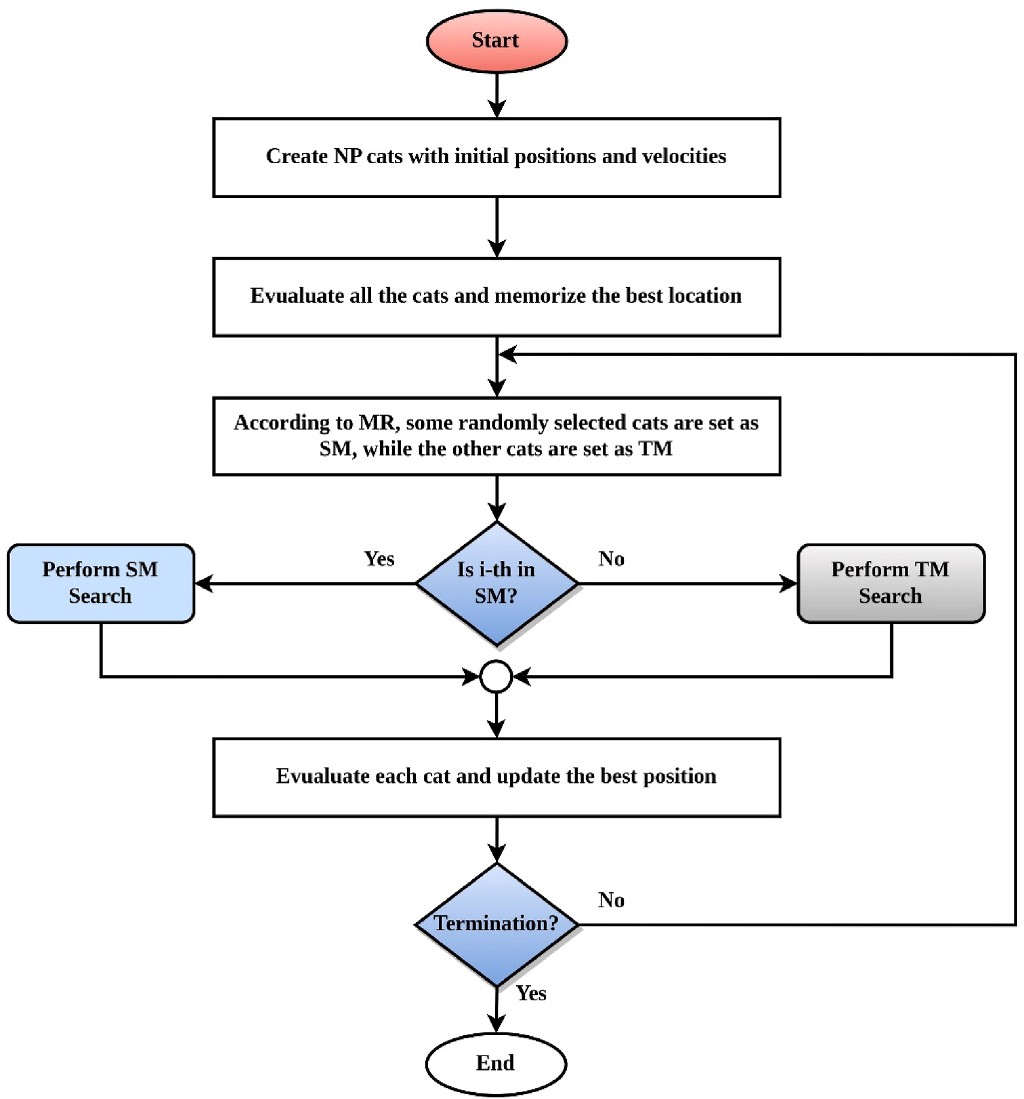 Start
Create NP cats with initial positions and velocities
Evualuate all the cats and memorize the best location
According to MR, some randomly selected cats are set as
SM, while the other cats are set as TM
Yes
Is i-th in
SM?
No
Perform SM
Search
Perform TM
Search
Evualuate each cat and update the best position
Termination?
No
Yes
End